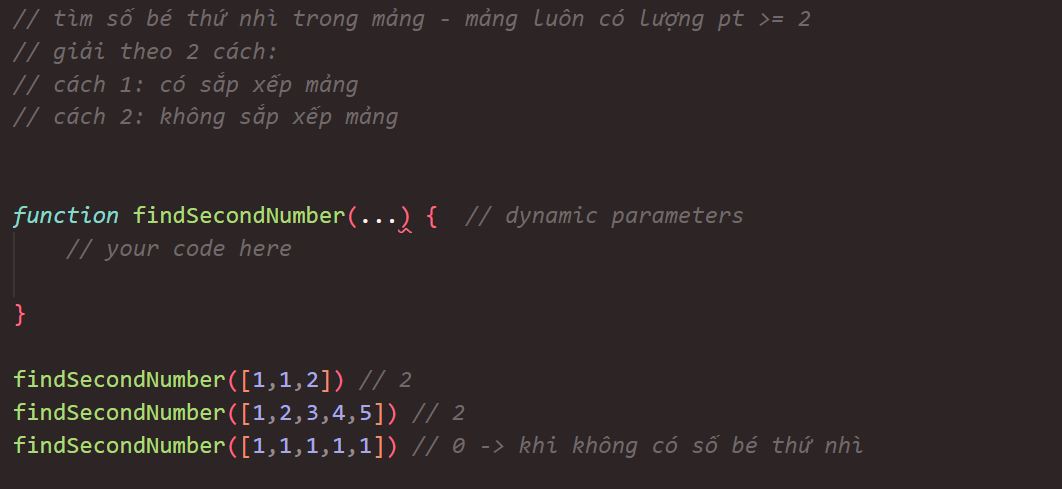 // tìm số bé thứ nhì trong mảng - mảng luôn có lượng pt >= 2
// giải theo 2 cách:
// cách 1: có sắp xếp mảng
// cách 2: không sắp xếp mảng
function findSecondNumber(...) {  // dynamic parameters
    // your code here
}
findSecondNumber([1,1,2]) // 2
findSecondNumber([1,2,3,4,5]) // 2
findSecondNumber([1,1,1,1,1]) // 0 -> khi không có số bé thứ nhì